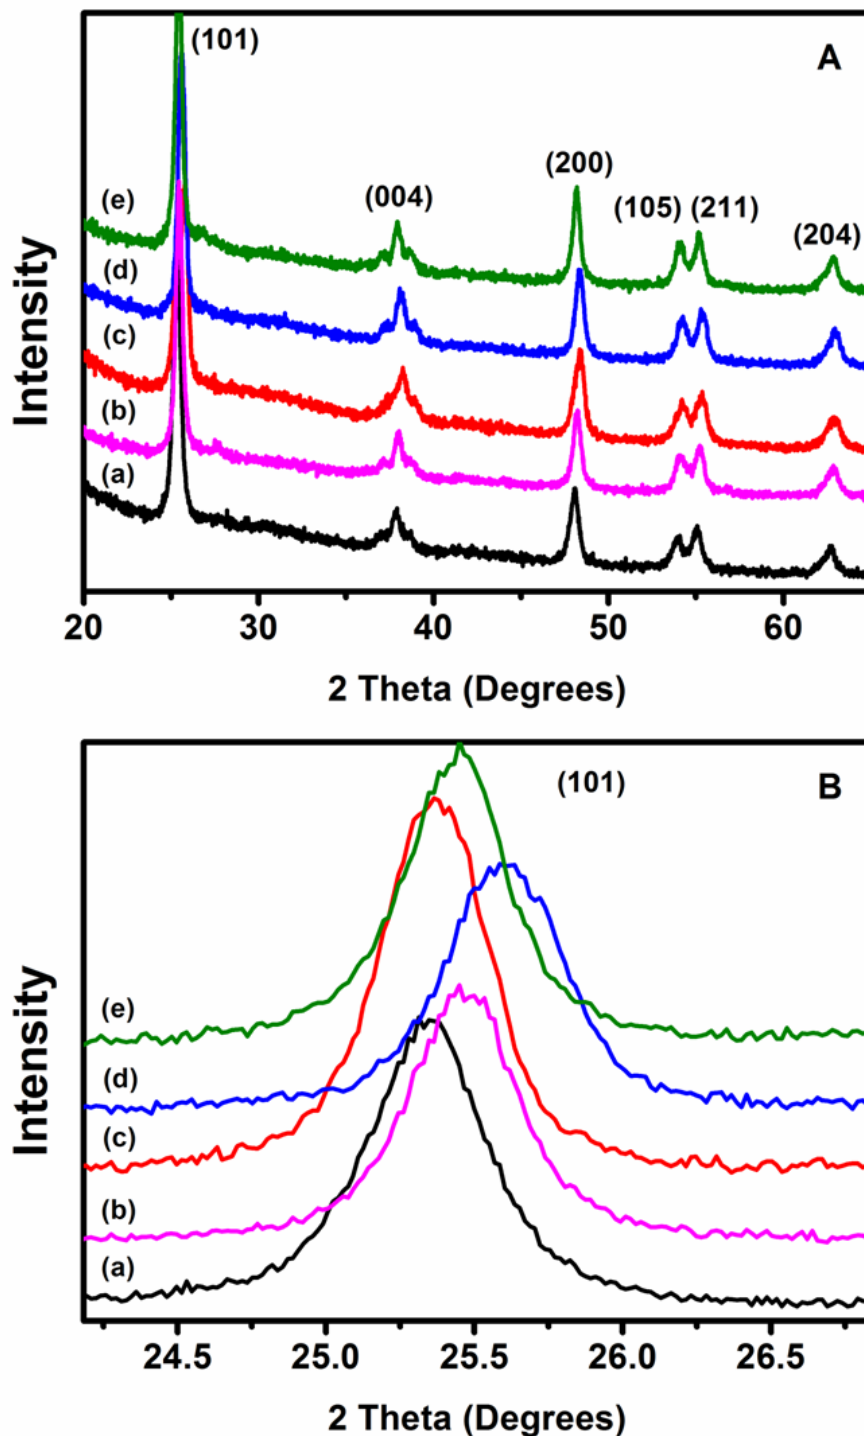 (101)
A
(200)
(004)
(e)
(105) (211)
(204)
(d)
(c)
(b)
(a)
Intensity
20 30 40 50 60
2 Theta (Degrees)
(101)
B
(e)
(d)
(c)
(b)
(a)
Intensity
24.5 25.0 25.5 26.0 26.5
2 Theta (Degrees)